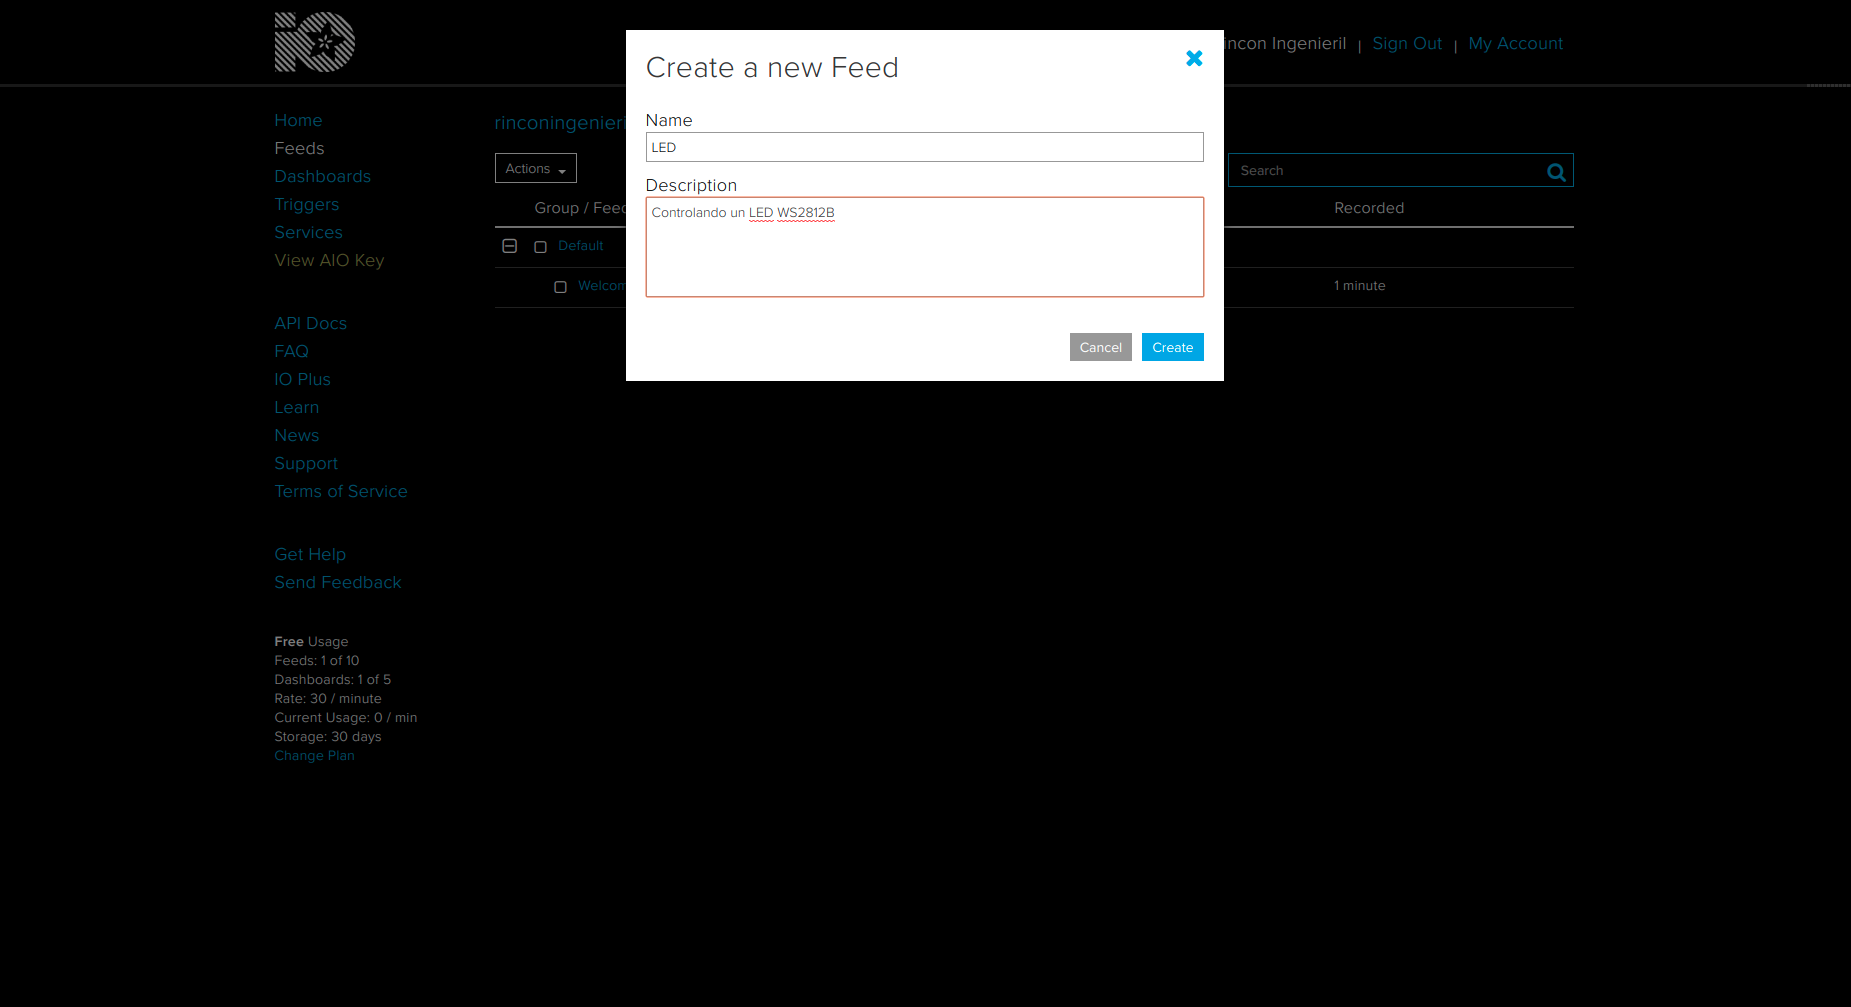 iO
incon Ingenieril | Sign Out | My Account
Create a new Feed
Name
LED
Description
Controlando un LED WS2812B
Cancel
Create
Home
Feeds
Dashboards
Triggers
Services
View AIO Key
API Docs
FAQ
IO Plus
Learn
News
Support
Terms of Service
Get Help
Send Feedback
Free Usage
Feeds: 1 of 10
Dashboards: 1 of 5
Rate: 30 / minute
Current Usage: 0 / min
Storage: 30 days
Change Plan
rinconingenieri
Actions
Search
Group / Feed
Recorded
Default
Welcom
1 minute